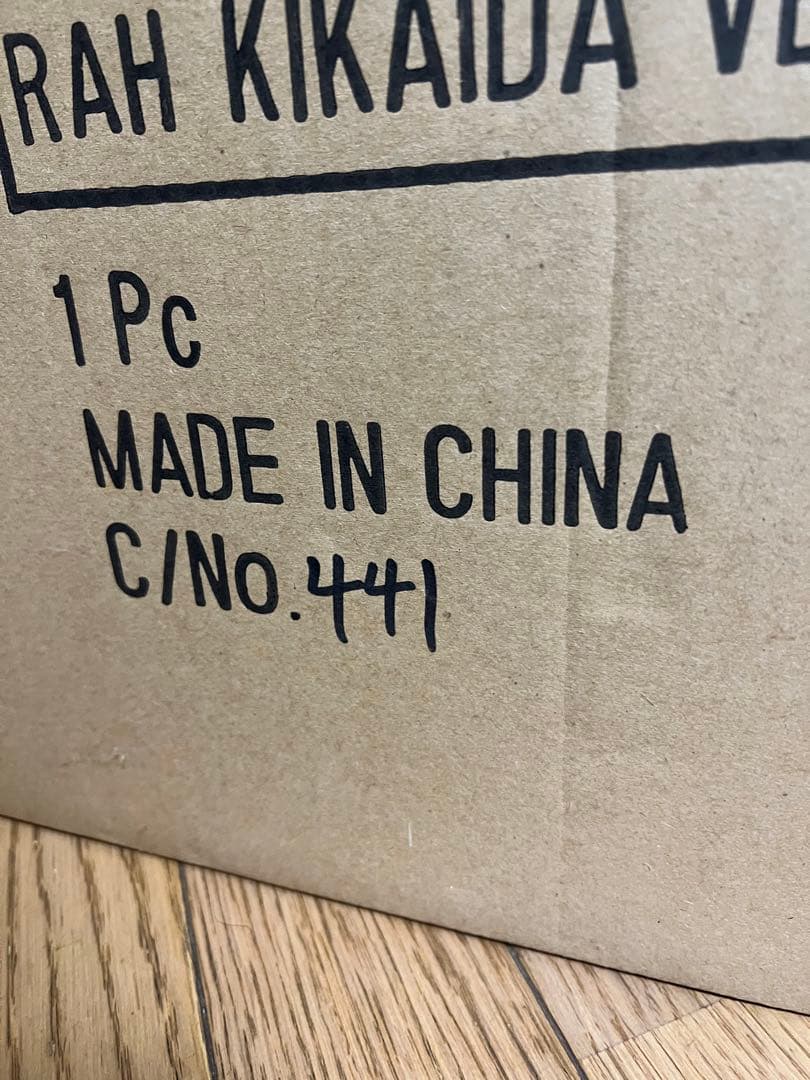 RAH KIKAIDA
1 Pc
MADE IN CHINA
C/No.441